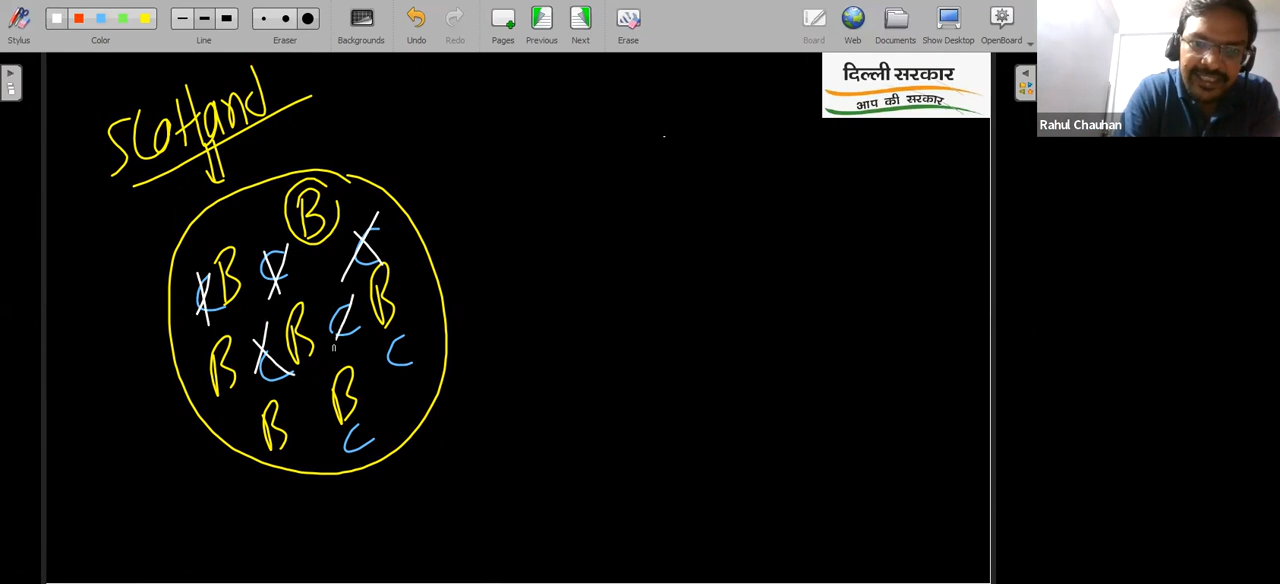 Stylus
Color
Line
Eraser
Backgrounds
Undo
Redo
Pages
Previous
Next
Erase
Board
Web
Documents
Show Desktop
OpenBoard
दिल्ली सरकार
आप की सरकार
Rahul Chauhan
Scotland
B
B C C
C B
B C B C C
B
B C